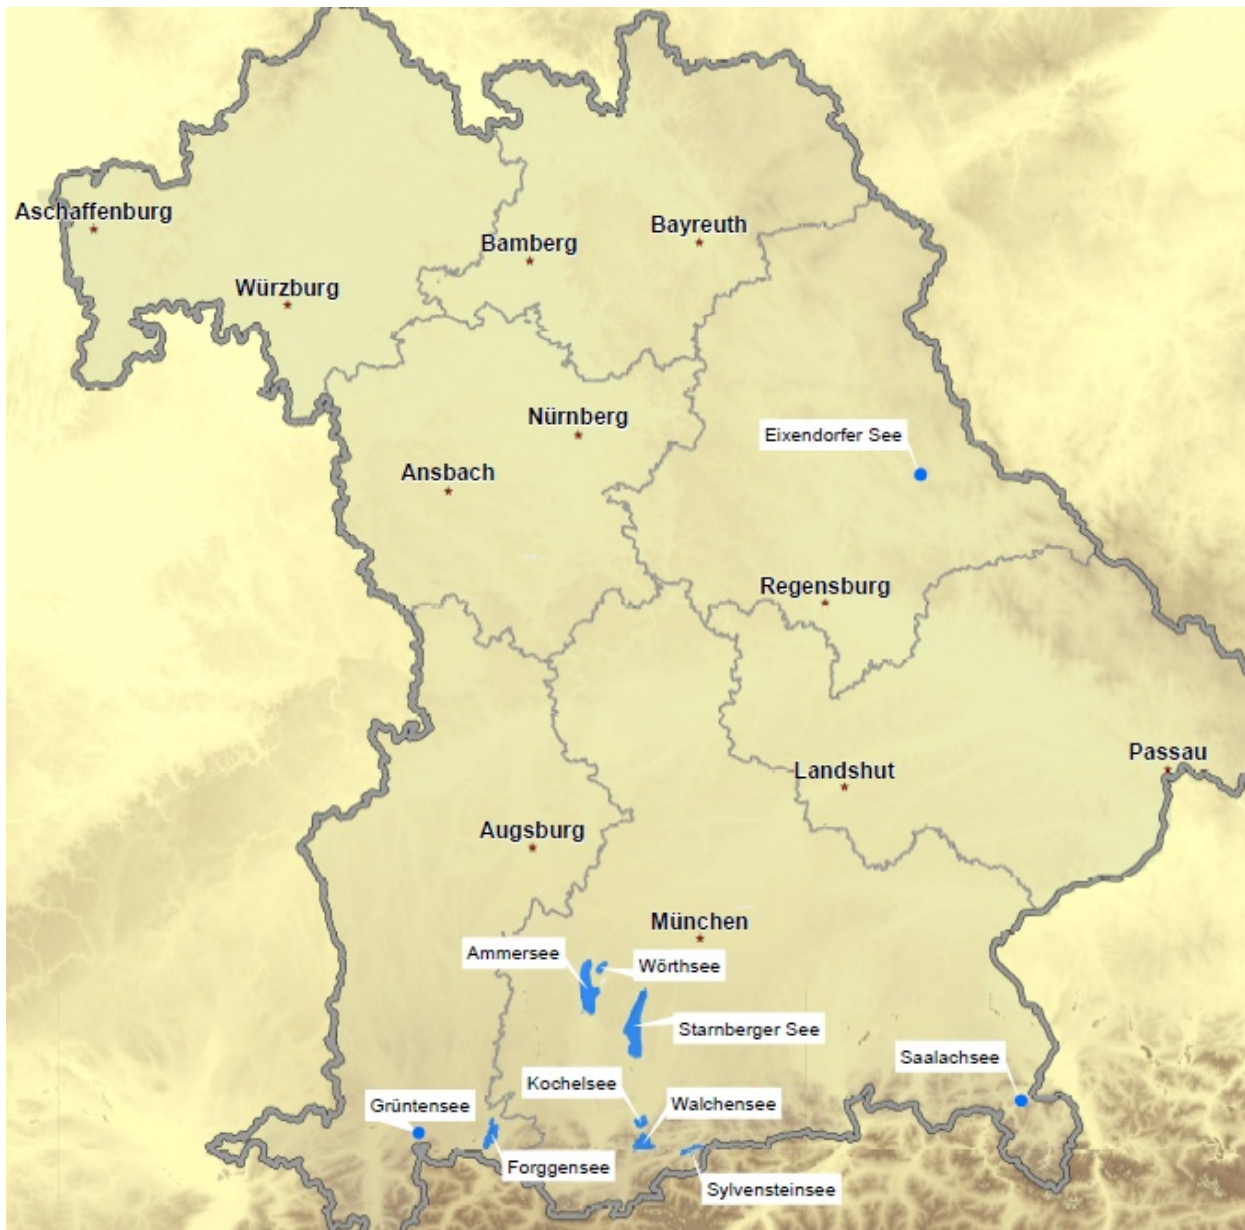 Aschaffenburg
Bayreuth
Bamberg
Würzburg
Nürnberg
Eixendorfer See
Ansbach
Regensburg
Passau
Landshut
Augsburg
München
Ammersee
Wörthsee
Starnberger See
Saalachsee
Kochelsee
Grüntensee
Walchensee
Forggensee
Sylvensteinsee